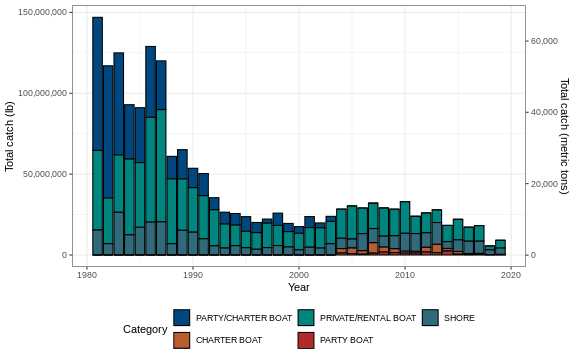 150,000,000
100,000,000
50,000,000
0
Total catch (lb)
60,000
40,000
20,000
0
Total catch (metric tons)
1980
1990
2000
2010
2020
Year
Category
PARTY/CHARTER BOAT
PRIVATE/RENTAL BOAT
SHORE
CHARTER BOAT
PARTY BOAT